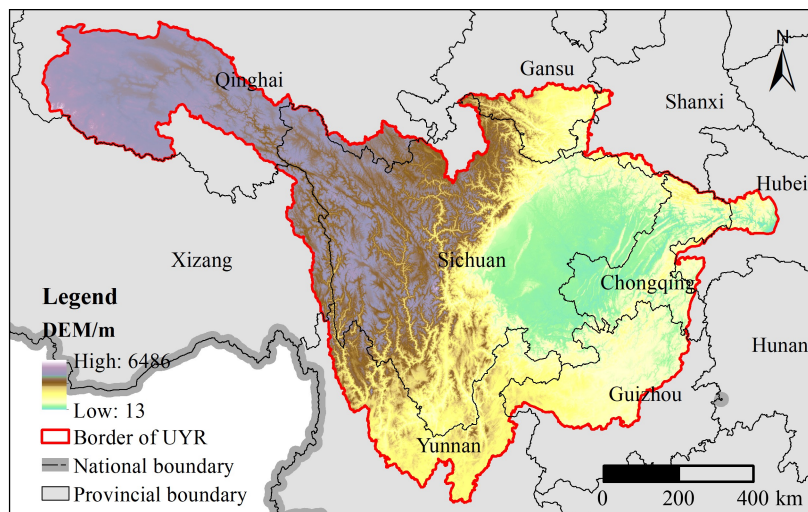 N
Gansu
Qinghai
Shanxi
Hubei
Xizang
Sichuan
Chongqing
Hunan
Guizhou
Yunnan
Legend
DEM/m
High: 6486
Low: 13
Border of UYR
National boundary
Provincial boundary
0 200 400 km